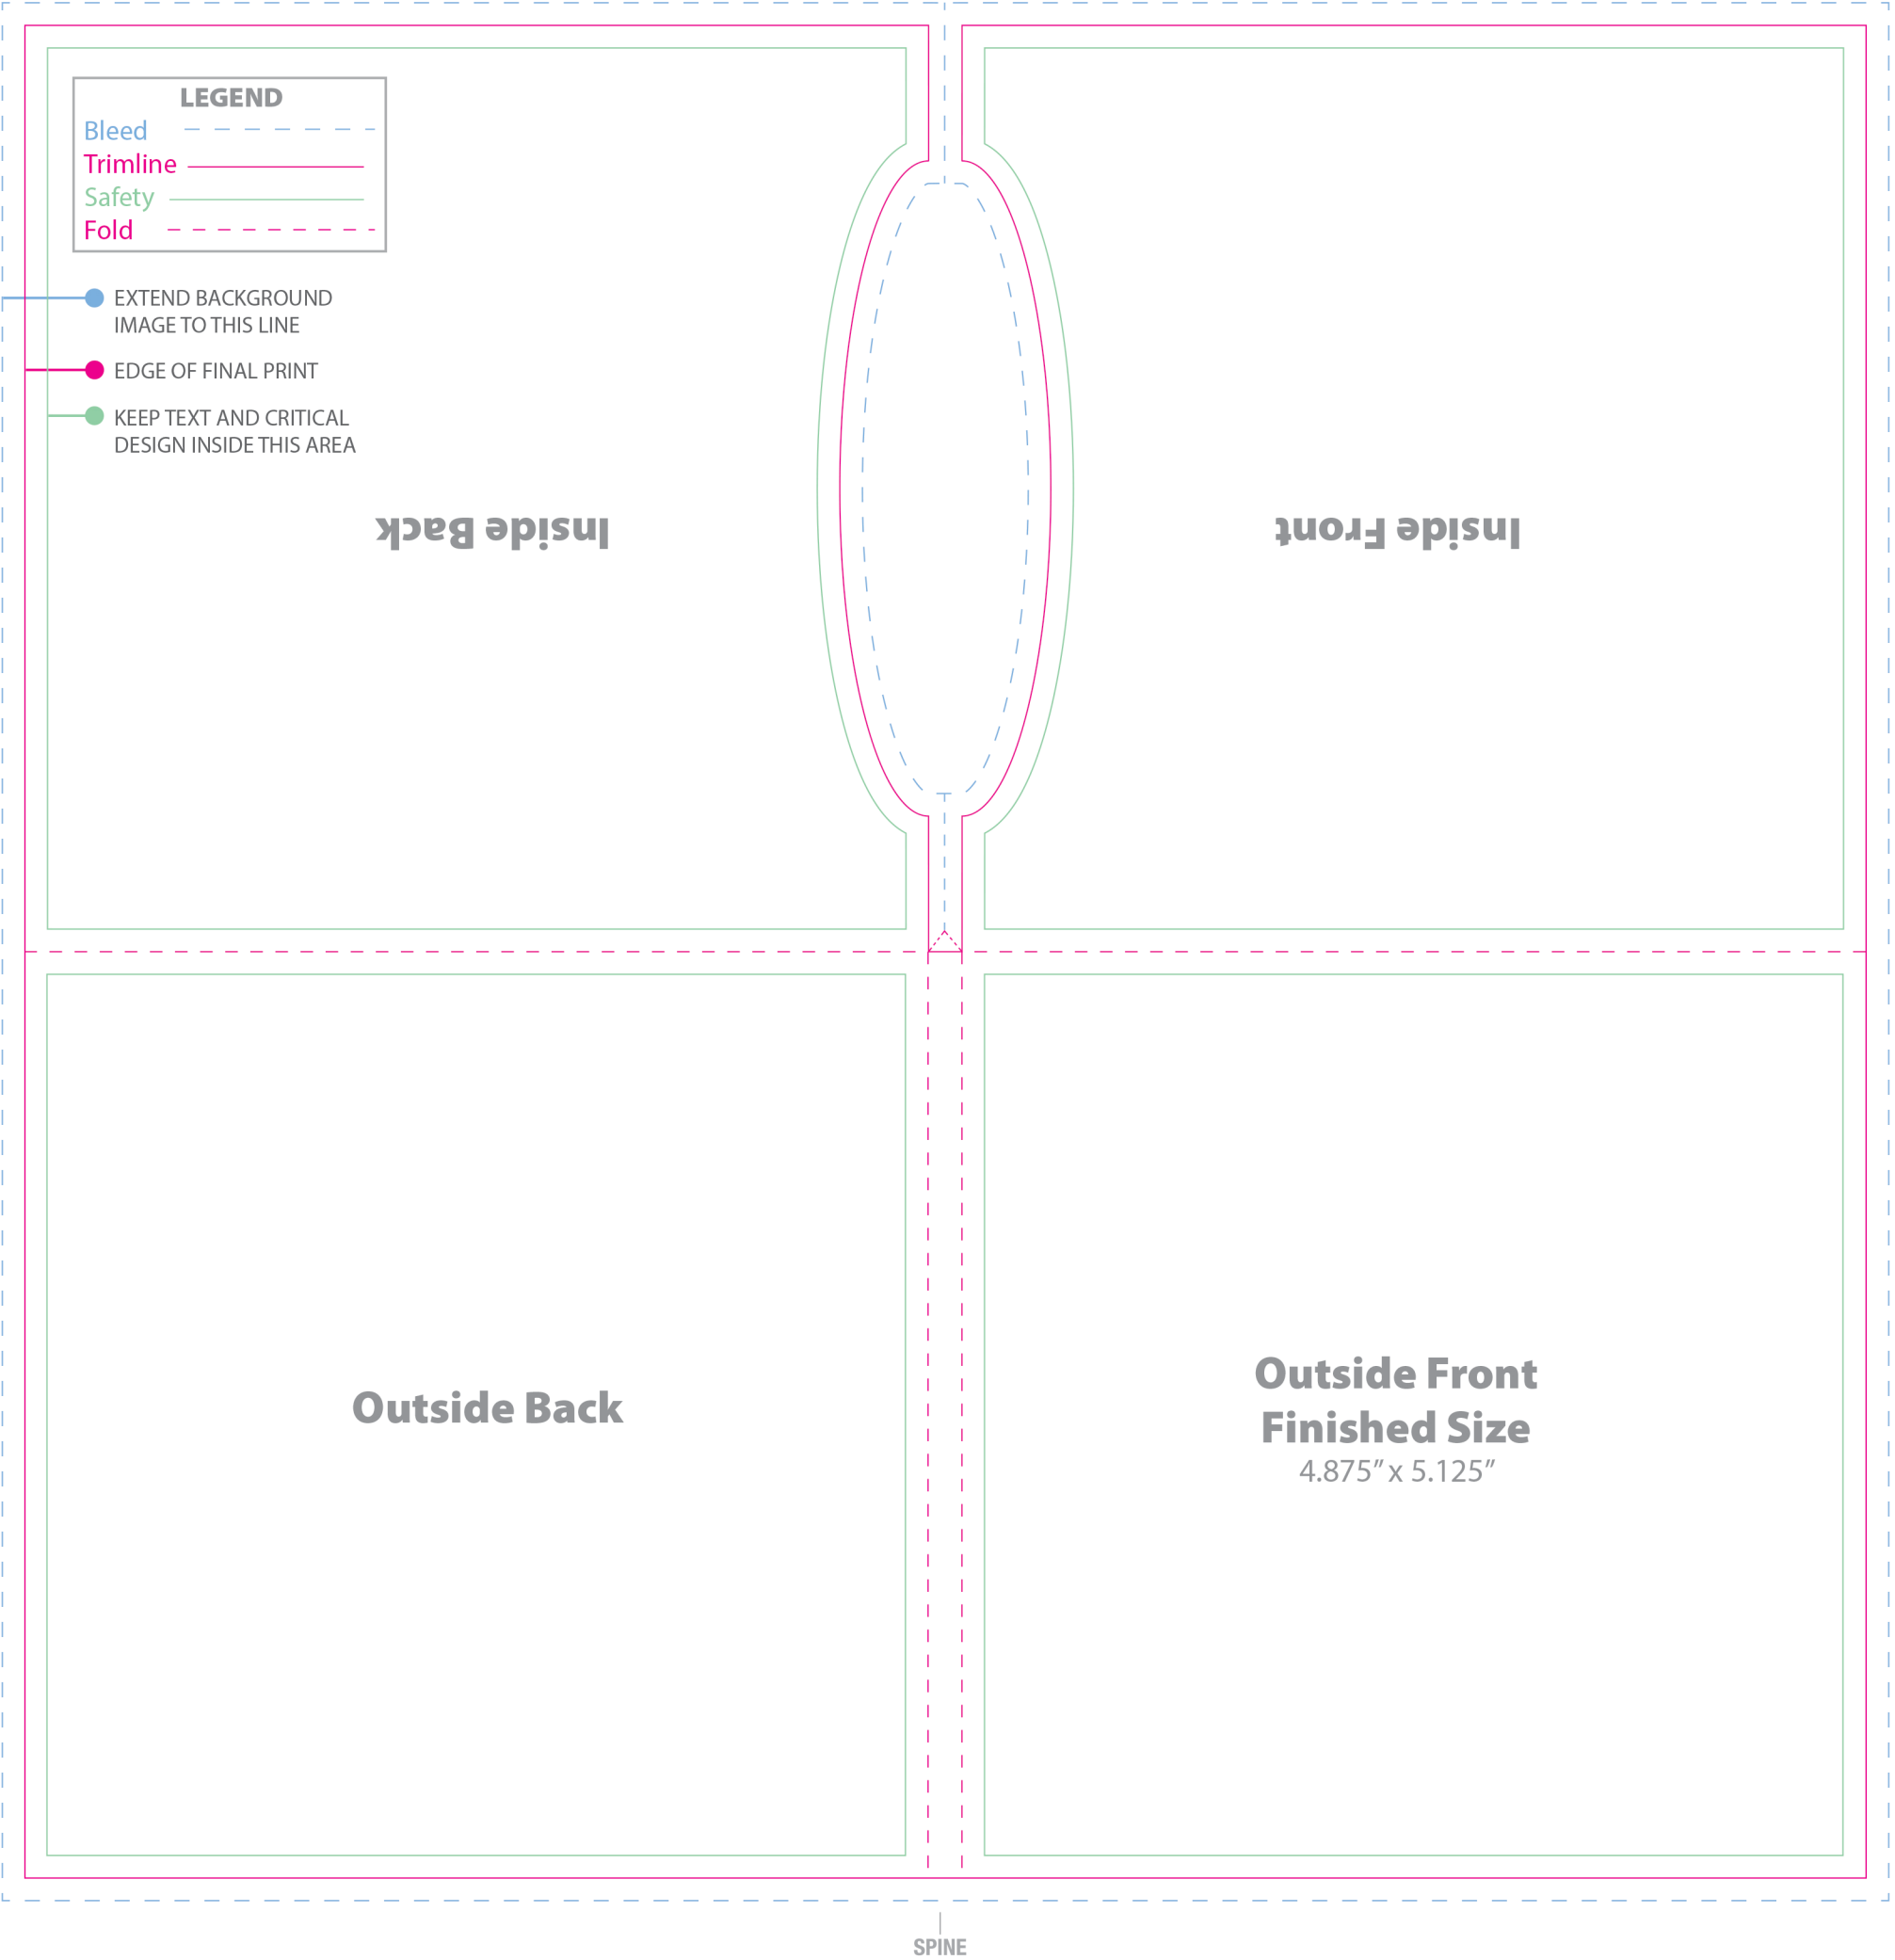 LEGEND
Bleed
Trimline
Safety
Fold
EXTEND BACKGROUND
IMAGE TO THIS LINE
EDGE OF FINAL PRINT
KEEP TEXT AND CRITICAL
DESIGN INSIDE THIS AREA
Inside Back
Inside Front
Outside Back
Outside Front
Finished Size
4.875” x 5.125”
SPINE